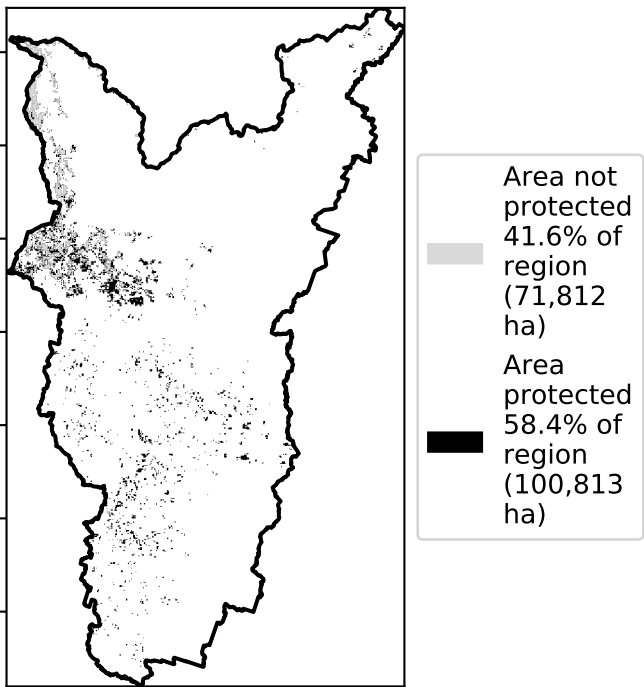 Area not
protected
41.6% of
region
(71,812
ha)
Area
protected
58.4% of
region
(100,813
ha)